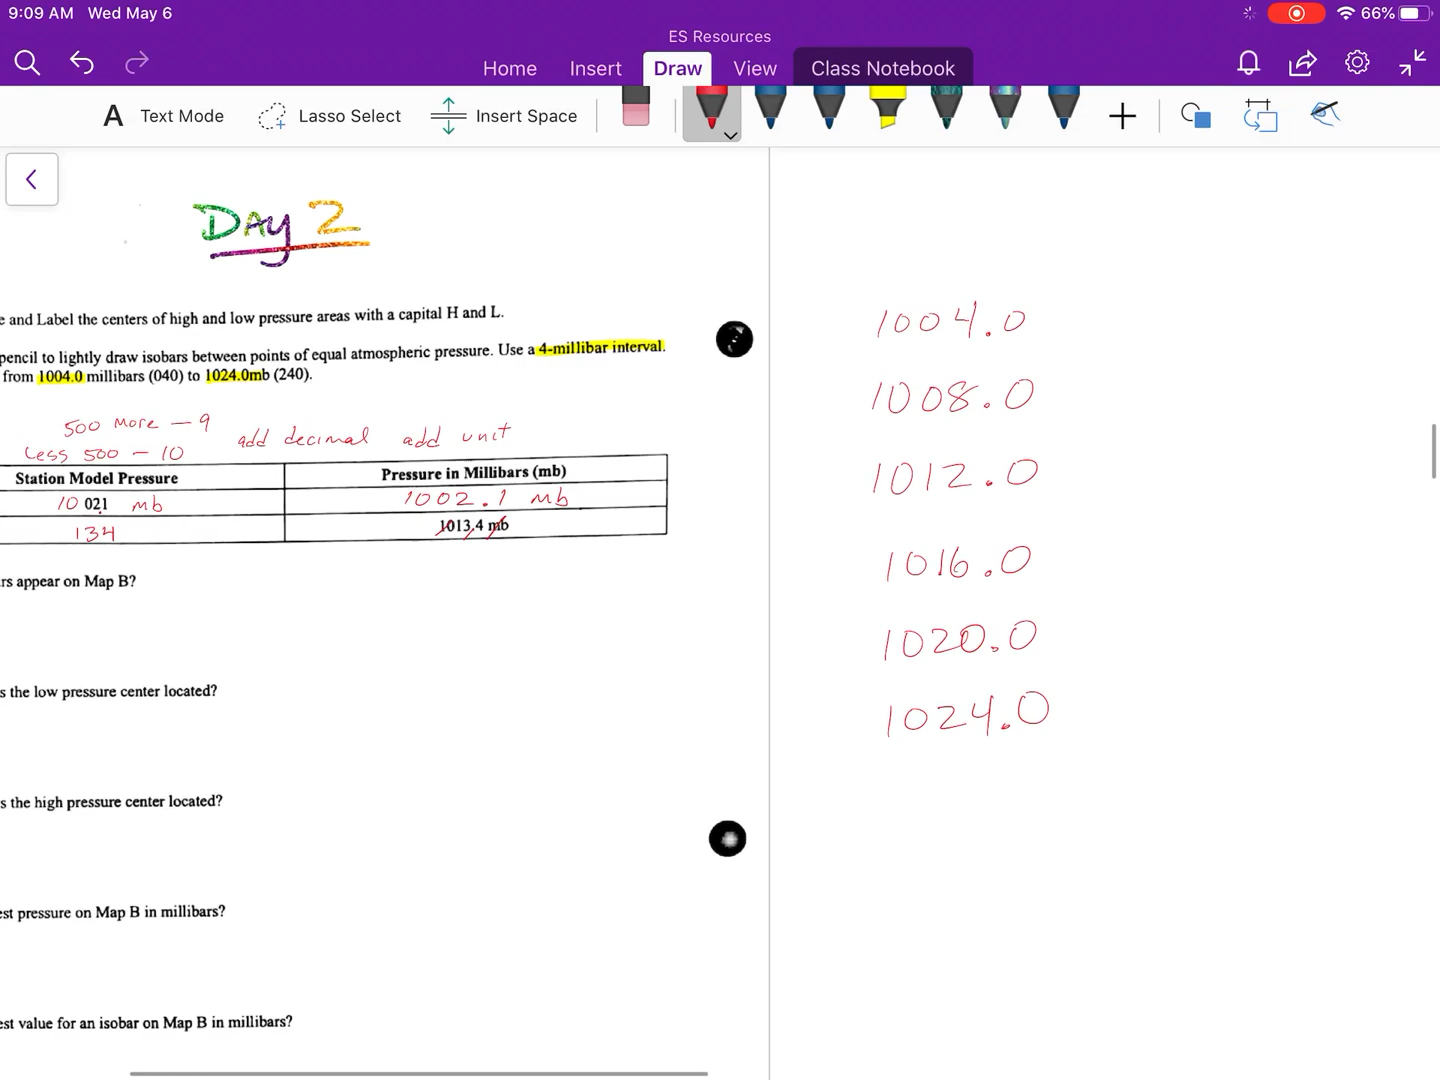 9:09 AM Wed May 6
66%
ES Resources
Home Insert Draw View Class Notebook
A Text Mode Lasso Select Insert Space
Day 2
e and Label the centers of high and low pressure areas with a capital H and L.
pencil to lightly draw isobars between points of equal atmospheric pressure. Use a 4-millibar interval.
from 1004.0 millibars (040) to 1024.0mb (240).
500 more — 9
Less 500 — 10
add decimal add unit
Station Model Pressure Pressure in Millibars (mb)
10 02.1 mb 1002.1 mb
134 1013.4 mb
rs appear on Map B?
s the low pressure center located?
s the high pressure center located?
est pressure on Map B in millibars?
est value for an isobar on Map B in millibars?
1004.0
1008.0
1012.0
1016.0
1020.0
1024.0